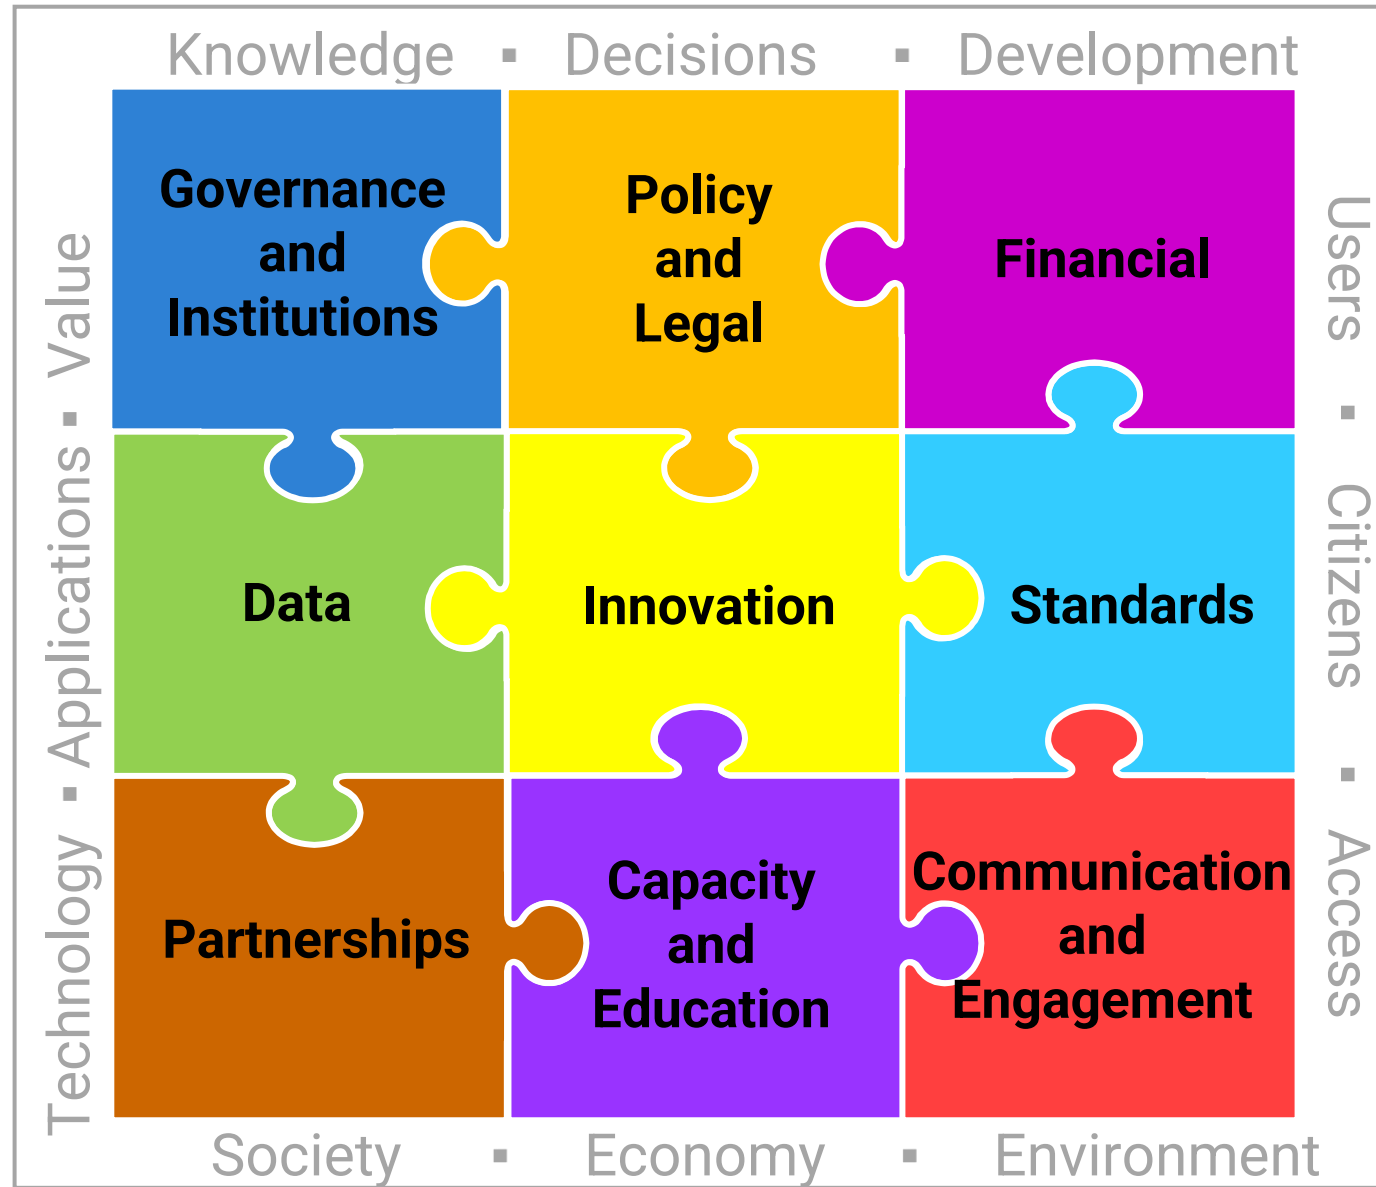 Knowledge ▪ Decisions ▪ Development
Governance
and
Institutions
Policy
and
Legal
Financial
Data
Innovation
Standards
Partnerships
Capacity
and
Education
Communication
and
Engagement
Technology ▪ Applications ▪ Value
Users ▪ Citizens ▪ Access
Society ▪ Economy ▪ Environment